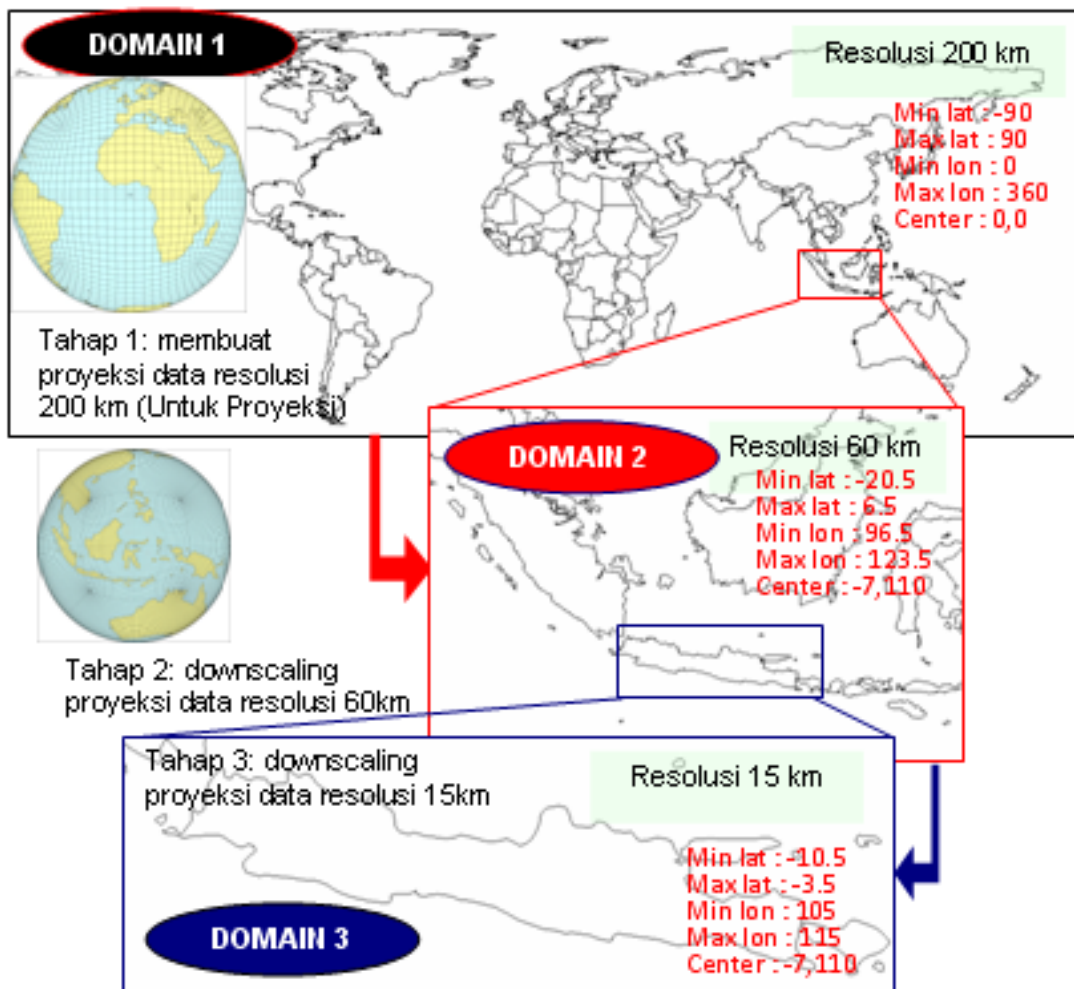 DOMAIN 1
Resolusi 200 km
Min lat : -90
Max lat : 90
Min lon : 0
Max lon : 360
Center : 0,0
Tahap 1: membuat
proyeksi data resolusi
200 km (Untuk Proyeksi)
DOMAIN 2
Resolusi 60 km
Min lat : -20.5
Max lat : 6.5
Min lon : 96.5
Max lon : 123.5
Center : -7,110
Tahap 2: downscaling
proyeksi data resolusi 60km
Tahap 3: downscaling
proyeksi data resolusi 15km
Resolusi 15 km
Min lat : -10.5
Max lat : -3.5
Min lon : 105
Max lon : 115
Center : -7,110
DOMAIN 3